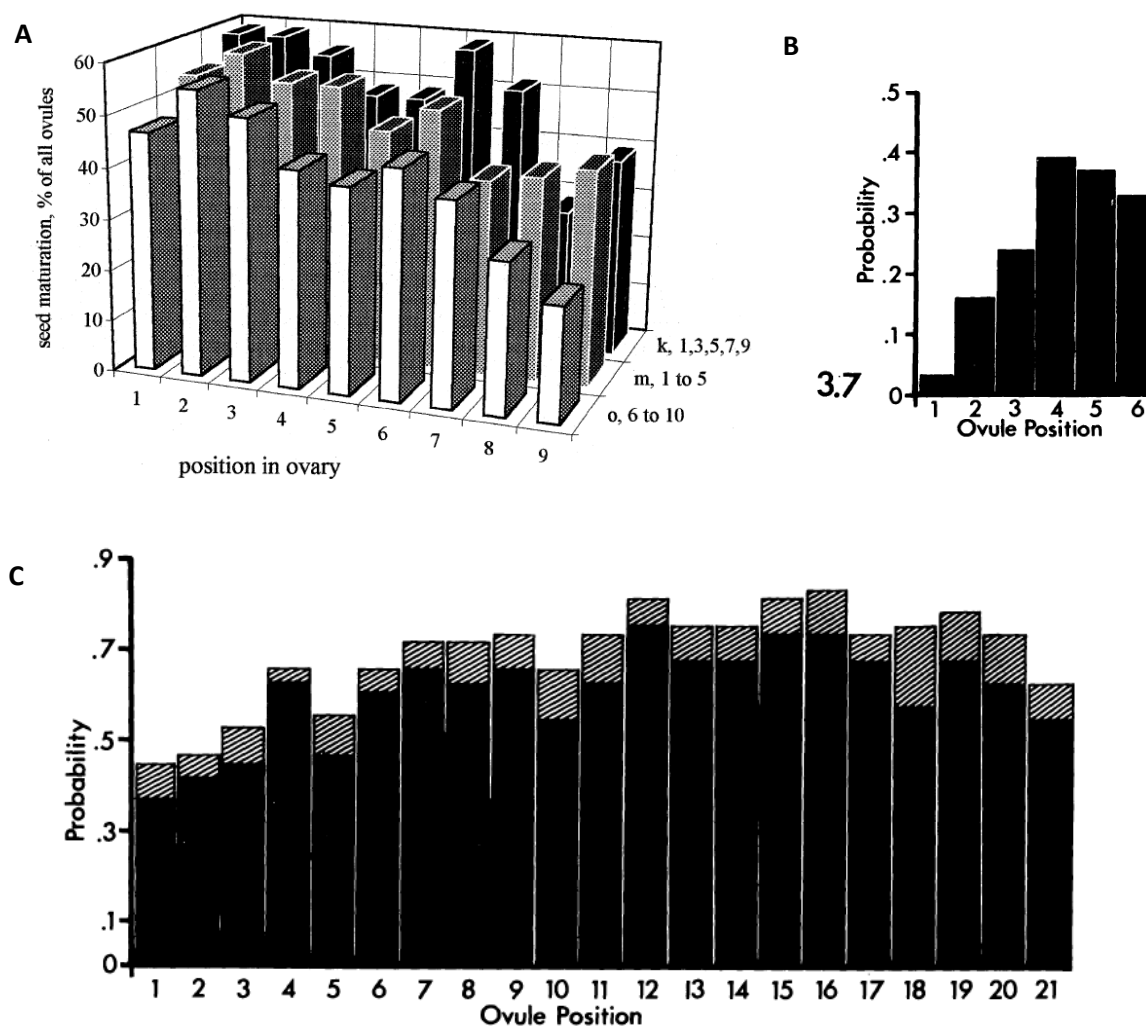 A
seed maturation, % of all ovules
60
50
40
30
20
10
0
1
2
3
4
5
6
7
8
9
position in ovary
k, 1,3,5,7,9
m, 1 to 5
o, 6 to 10
B
Probability
.5
.4
.3
.2
.1
0
3.7
1 2 3 4 5 6
Ovule Position
C
Probability
.9
.7
.5
.3
.1
0
1 2 3 4 5 6 7 8 9 10 11 12 13 14 15 16 17 18 19 20 21
Ovule Position